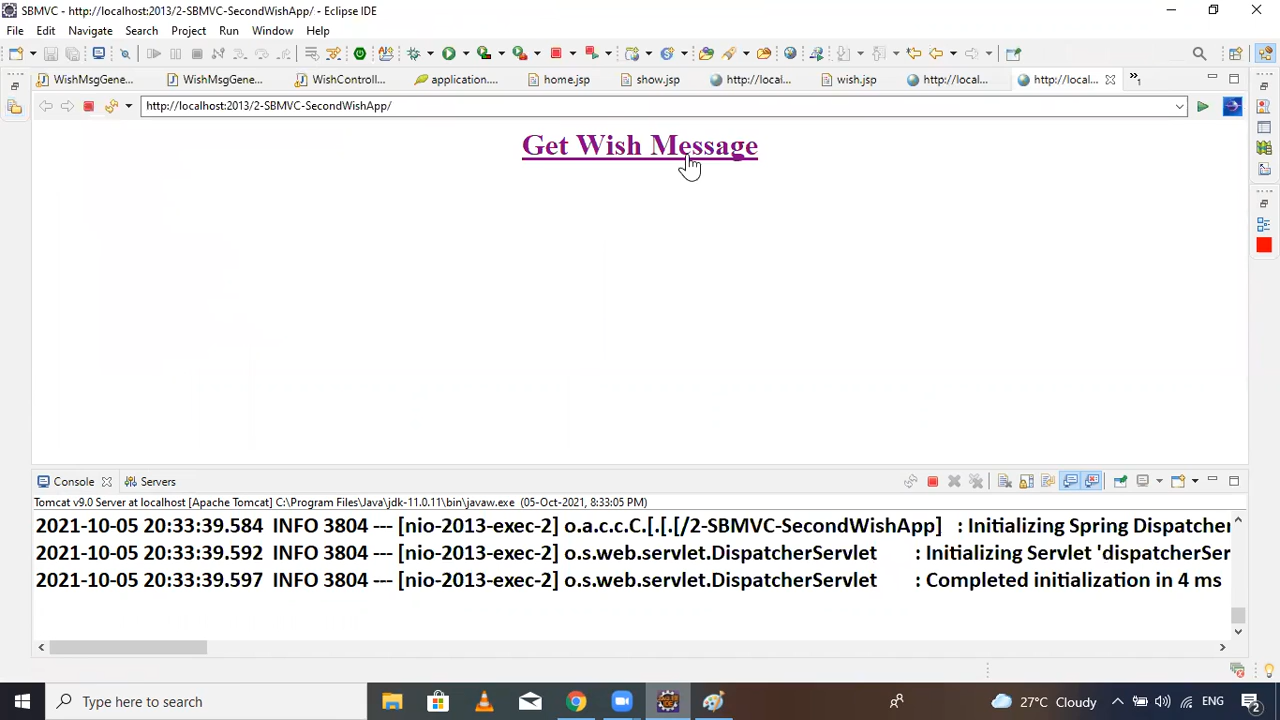 SBMVC - http://localhost:2013/2-SBMVC-SecondWishApp/ - Eclipse IDE
File Edit Navigate Search Project Run Window Help
WishMsgGene... WishMsgGene... WishControll... application.... home.jsp show.jsp http://local... wish.jsp http://local... http://local... »1
http://localhost:2013/2-SBMVC-SecondWishApp/
Get Wish Message
Console Servers
Tomcat v9.0 Server at localhost [Apache Tomcat] C:\Program Files\Java\jdk-11.0.11\bin\javaw.exe (05-Oct-2021, 8:33:05 PM)
2021-10-05 20:33:39.584 INFO 3804 --- [nio-2013-exec-2] o.a.c.c.C.[.[.[/2-SBMVC-SecondWishApp] : Initializing Spring Dispatcher
2021-10-05 20:33:39.592 INFO 3804 --- [nio-2013-exec-2] o.s.web.servlet.DispatcherServlet : Initializing Servlet 'dispatcherSer
2021-10-05 20:33:39.597 INFO 3804 --- [nio-2013-exec-2] o.s.web.servlet.DispatcherServlet : Completed initialization in 4 ms
Type here to search 27°C Cloudy ENG 2